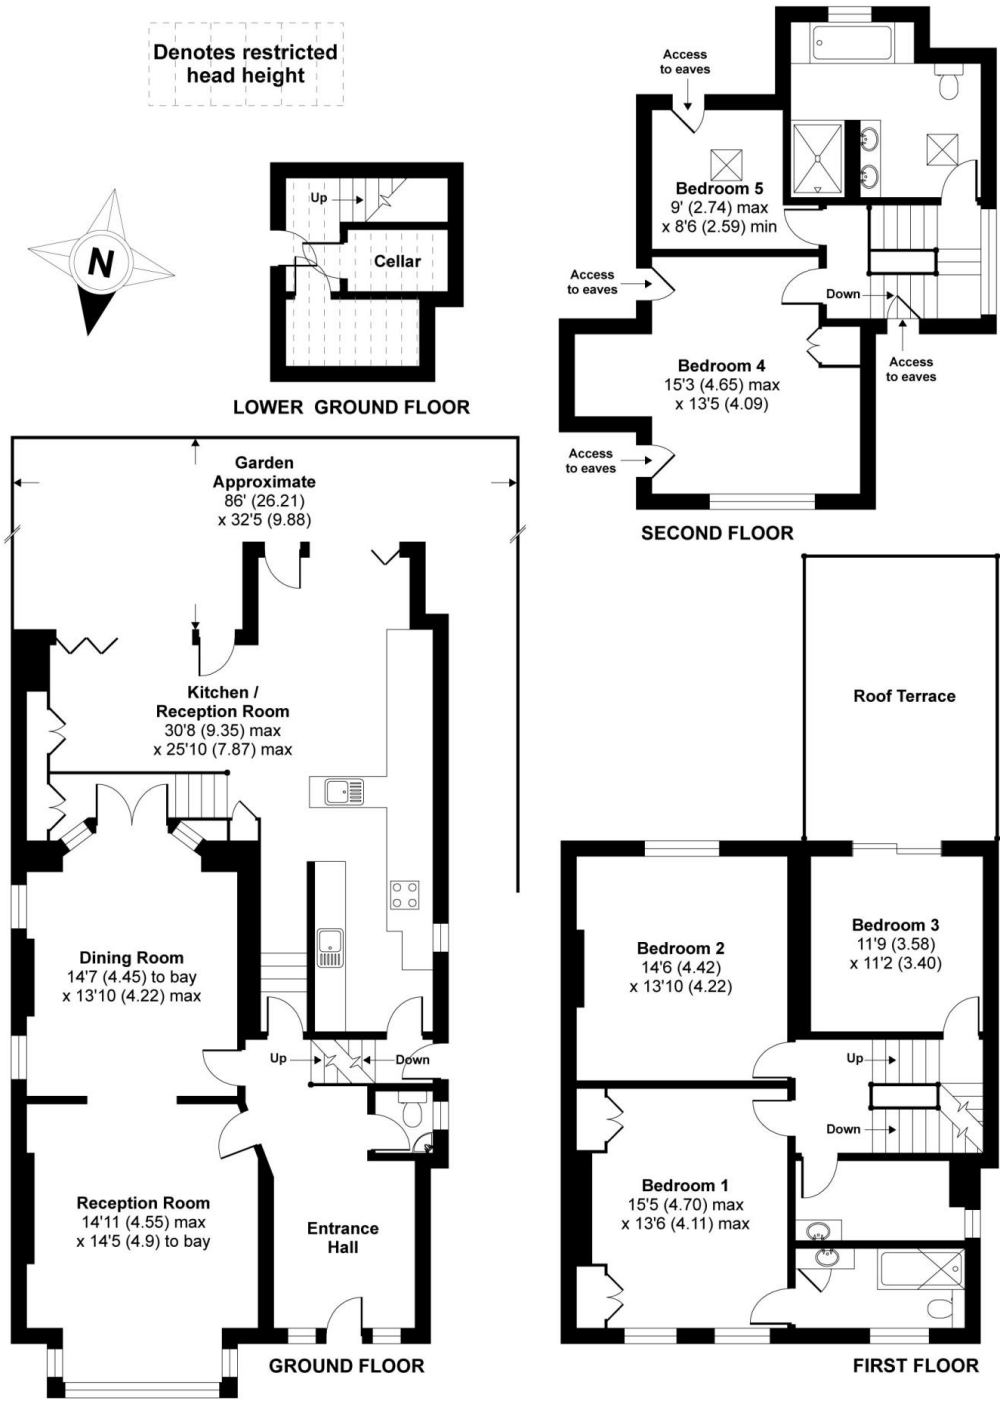 Denotes restricted
head height
N
Up
Cellar
LOWER GROUND FLOOR
Access
to eaves
Bedroom 5
9' (2.74) max
x 8'6 (2.59) min
Access
to eaves
Down
Access
to eaves
Bedroom 4
15'3 (4.65) max
x 13'5 (4.09)
Access
to eaves
SECOND FLOOR
Garden
Approximate
86' (26.21)
x 32'5 (9.88)
Kitchen /
Reception Room
30'8 (9.35) max
x 25'10 (7.87) max
Dining Room
14'7 (4.45) to bay
x 13'10 (4.22) max
Up
Down
Reception Room
14'11 (4.55) max
x 14'5 (4.9) to bay
Entrance
Hall
GROUND FLOOR
Roof Terrace
Bedroom 2
14'6 (4.42)
x 13'10 (4.22)
Bedroom 3
11'9 (3.58)
x 11'2 (3.40)
Up
Down
Bedroom 1
15'5 (4.70) max
x 13'6 (4.11) max
FIRST FLOOR